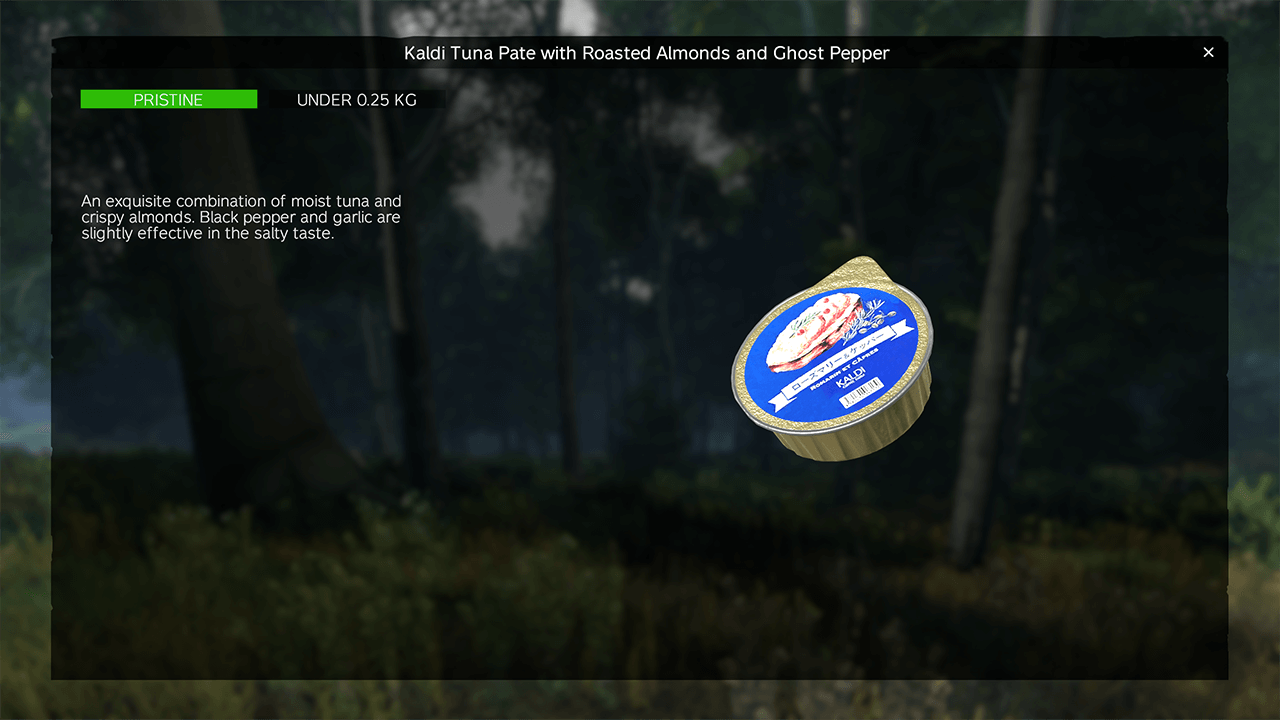 Kaldi Tuna Pate with Roasted Almonds and Ghost Pepper
PRISTINE
UNDER 0.25 KG
An exquisite combination of moist tuna and
crispy almonds. Black pepper and garlic are
slightly effective in the salty taste.
ローズマリー&ケッパー
ROMARIN ET CÂPRES
KALDI